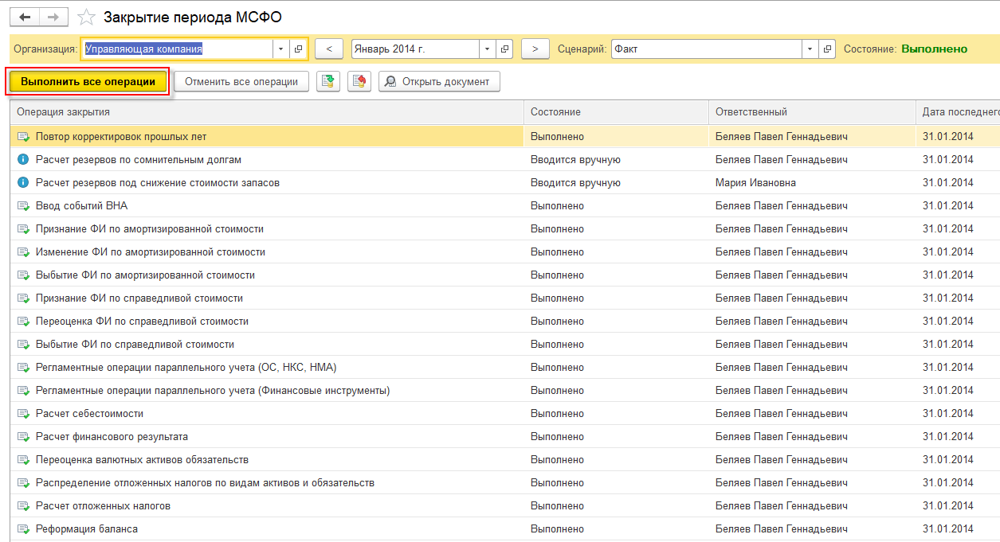 Закрытие периода МСФО
Организация: Управляющая компания < Январь 2014 г. > Сценарий: Факт Состояние: Выполнено
Выполнить все операции Отменить все операции Открыть документ
Операция закрытия Состояние Ответственный Дата последнего
Повтор корректировок прошлых лет Выполнено Беляев Павел Геннадьевич 31.01.2014
Расчет резервов по сомнительным долгам Вводится вручную Беляев Павел Геннадьевич 31.01.2014
Расчет резервов под снижение стоимости запасов Вводится вручную Мария Ивановна 31.01.2014
Ввод событий ВНА Выполнено Беляев Павел Геннадьевич 31.01.2014
Признание ФИ по амортизированной стоимости Выполнено Беляев Павел Геннадьевич 31.01.2014
Изменение ФИ по амортизированной стоимости Выполнено Беляев Павел Геннадьевич 31.01.2014
Выбытие ФИ по амортизированной стоимости Выполнено Беляев Павел Геннадьевич 31.01.2014
Признание ФИ по справедливой стоимости Выполнено Беляев Павел Геннадьевич 31.01.2014
Переоценка ФИ по справедливой стоимости Выполнено Беляев Павел Геннадьевич 31.01.2014
Выбытие ФИ по справедливой стоимости Выполнено Беляев Павел Геннадьевич 31.01.2014
Регламентные операции параллельного учета (ОС, НКС, НМА) Выполнено Беляев Павел Геннадьевич 31.01.2014
Регламентные операции параллельного учета (Финансовые инструменты) Выполнено Беляев Павел Геннадьевич 31.01.2014
Расчет себестоимости Выполнено Беляев Павел Геннадьевич 31.01.2014
Расчет финансового результата Выполнено Беляев Павел Геннадьевич 31.01.2014
Переоценка валютных активов обязательств Выполнено Беляев Павел Геннадьевич 31.01.2014
Распределение отложенных налогов по видам активов и обязательств Выполнено Беляев Павел Геннадьевич 31.01.2014
Расчет отложенных налогов Выполнено Беляев Павел Геннадьевич 31.01.2014
Реформация баланса Выполнено Беляев Павел Геннадьевич 31.01.2014